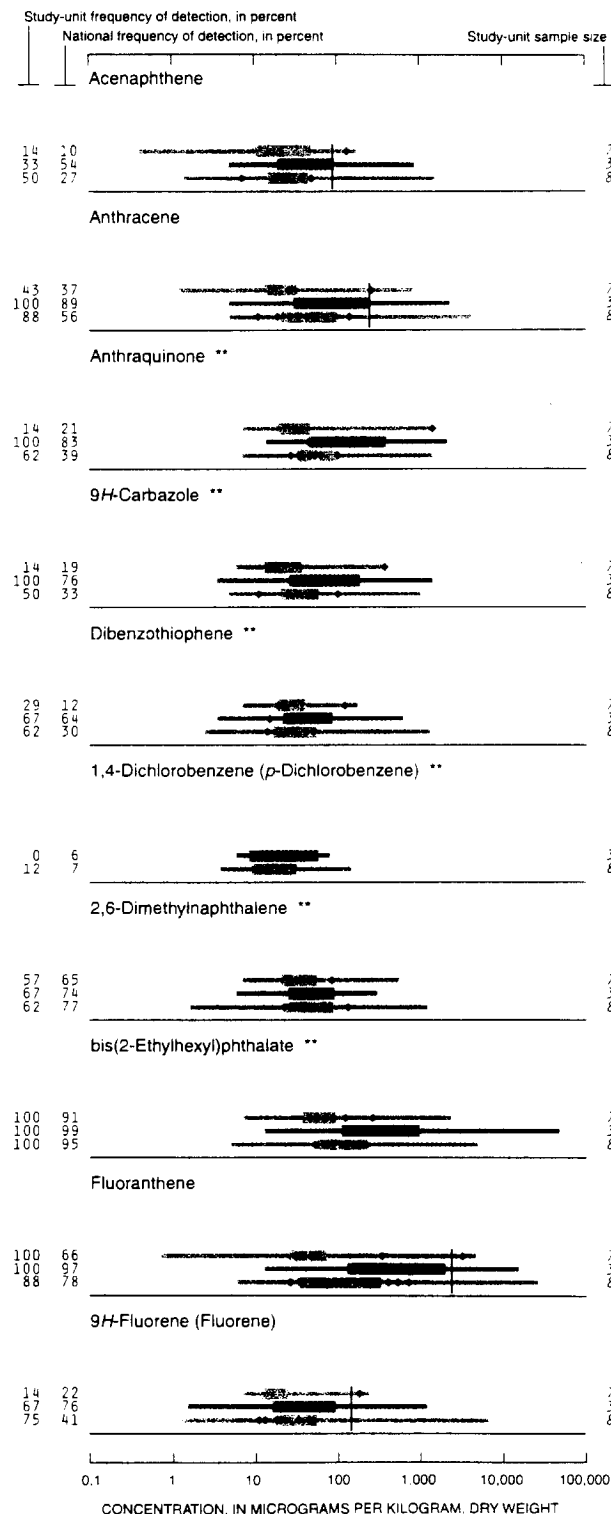 Study-unit frequency of detection, in percent
National frequency of detection, in percent
Study-unit sample size
Acenaphthene
14 10
33 54
50 27
Anthracene
43 37
100 89
88 56
Anthraquinone **
14 21
100 83
62 39
9H-Carbazole **
14 19
100 76
50 33
Dibenzothiophene **
29 12
67 64
62 30
1,4-Dichlorobenzene (p-Dichlorobenzene) **
0 6
12 7
2,6-Dimethylnaphthalene **
57 65
67 74
62 77
bis(2-Ethylhexyl)phthalate **
100 91
100 99
100 95
Fluoranthene
100 66
100 97
88 78
9H-Fluorene (Fluorene)
14 22
67 76
75 41
0.1 1 10 100 1,000 10,000 100,000
CONCENTRATION, IN MICROGRAMS PER KILOGRAM, DRY WEIGHT